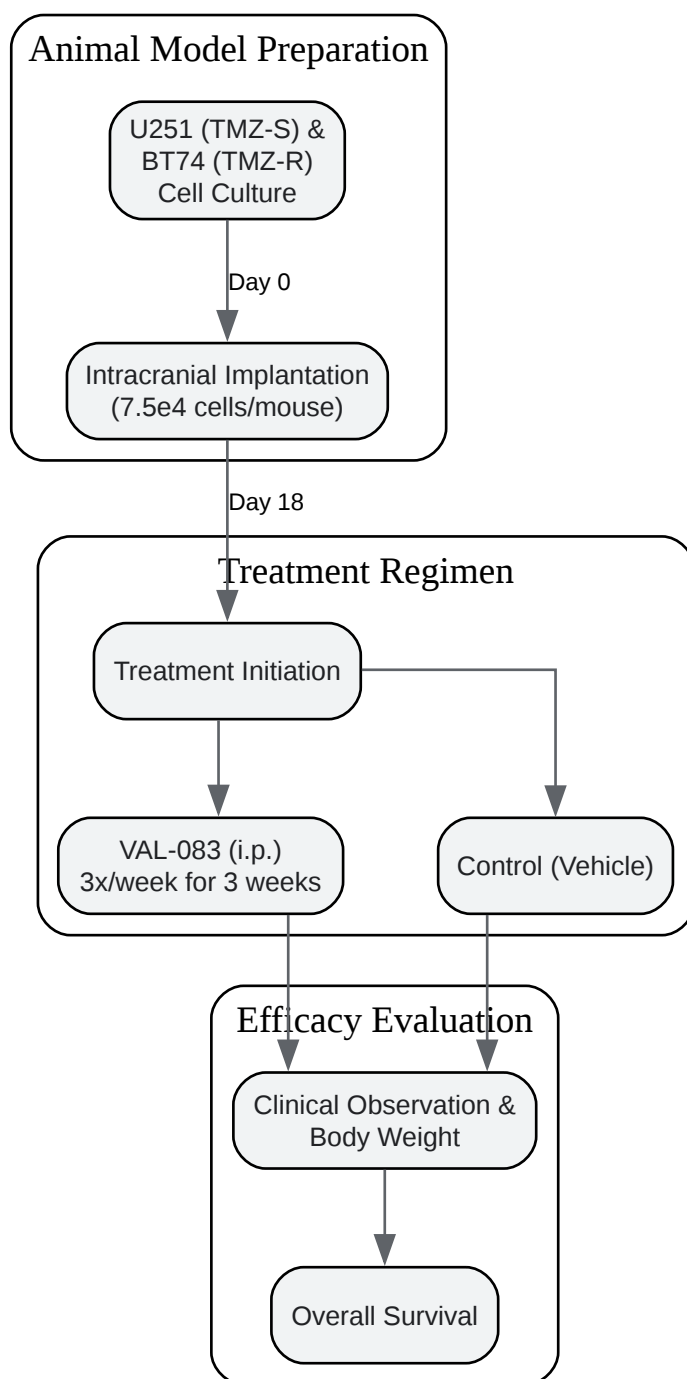 Animal Model Preparation
U251 (TMZ-S) &
BT74 (TMZ-R)
Cell Culture
Day 0
Intracranial Implantation
(7.5e4 cells/mouse)
Day 18
Treatment Regimen
Treatment Initiation
VAL-083 (i.p.)
3x/week for 3 weeks
Control (Vehicle)
Efficacy Evaluation
Clinical Observation &
Body Weight
Overall Survival